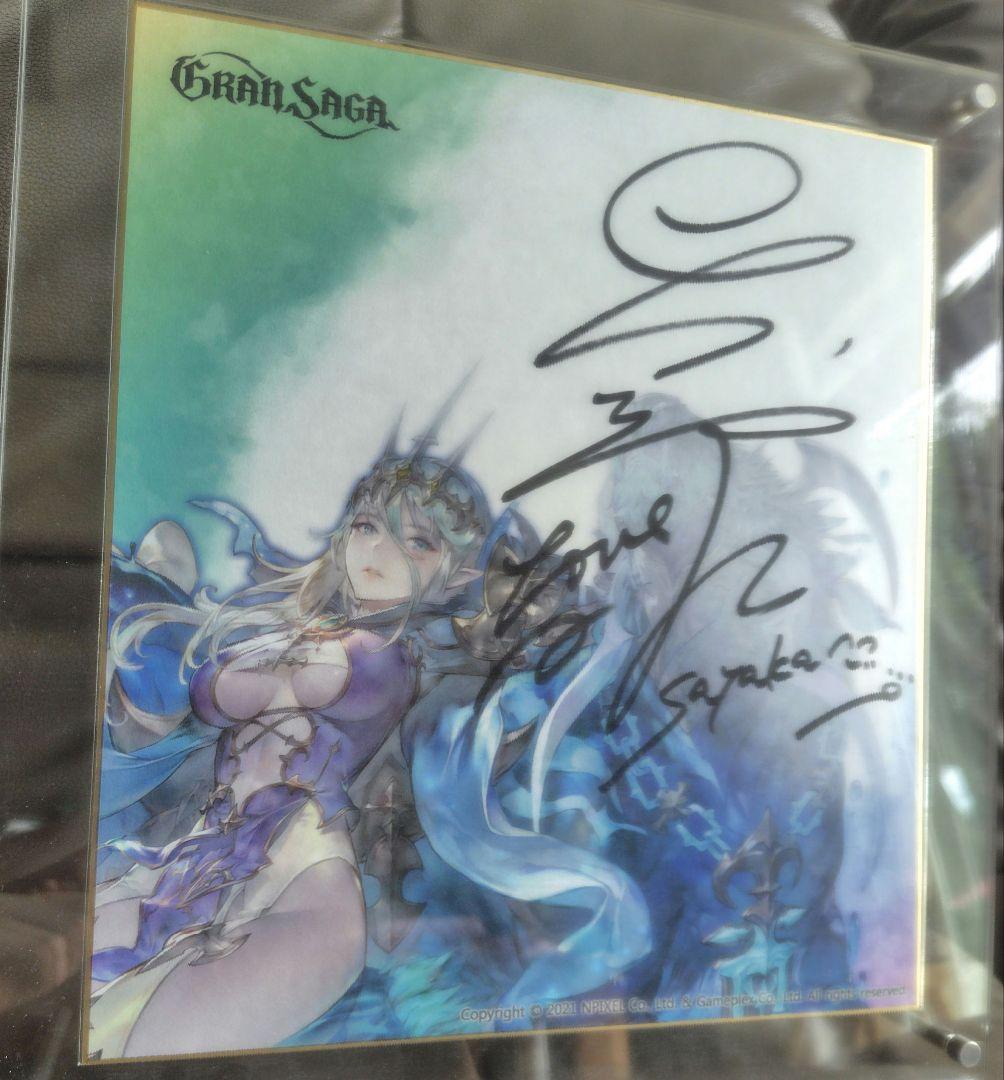 GRAN SAGA
Love
Sayaka
Copyright © 2021 NPIXEL Co., Ltd. & Gameplex Co., Ltd. All rights reserved.